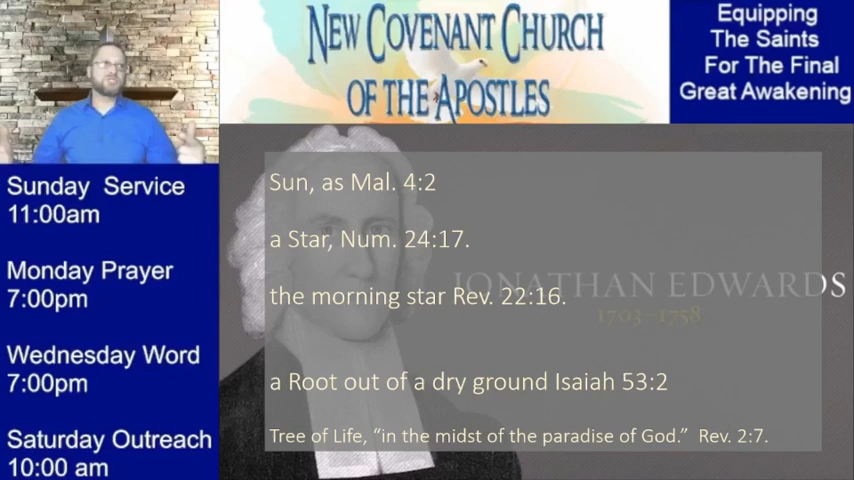 NEW COVENANT CHURCH
OF THE APOSTLES
Equipping
The Saints
For The Final
Great Awakening
Sunday Service
11:00am
Monday Prayer
7:00pm
Wednesday Word
7:00pm
Saturday Outreach
10:00 am
Sun, as Mal. 4:2
a Star, Num. 24:17.
the morning star Rev. 22:16.
a Root out of a dry ground Isaiah 53:2
Tree of Life, “in the midst of the paradise of God.” Rev. 2:7.
JONATHAN EDWARDS
1703–1758